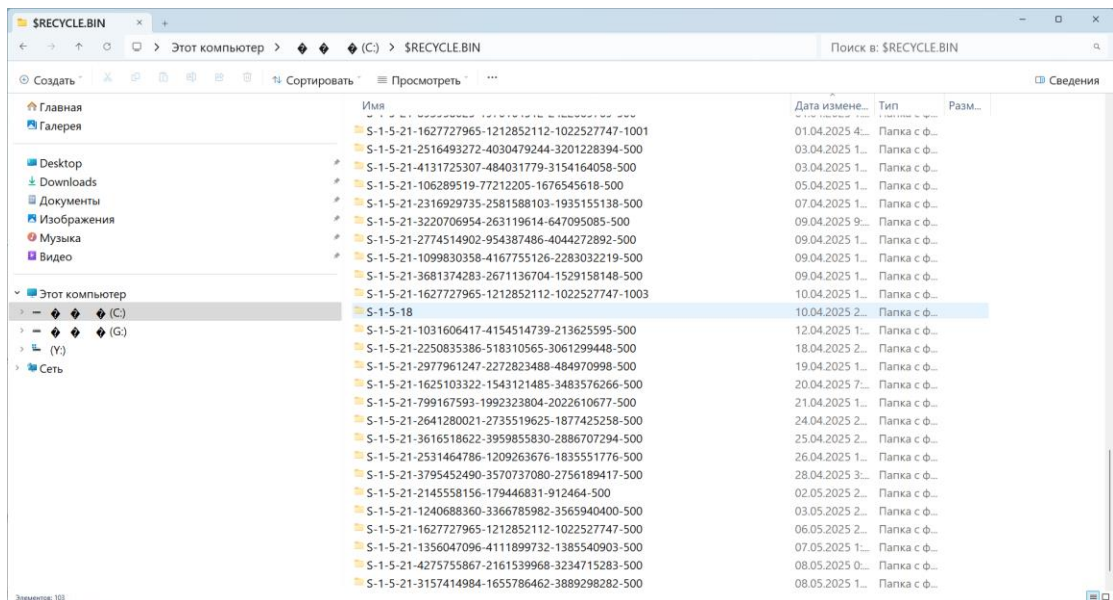 $RECYCLE.BIN
Этот компьютер > � � � (C:) > $RECYCLE.BIN
Поиск в: $RECYCLE.BIN
Создать Сортировать Просмотреть ... Сведения
Главная
Галерея
Desktop
Downloads
Документы
Изображения
Музыка
Видео
Этот компьютер
� � � (C:)
� � � (G:)
(Y:)
Сеть
Имя Дата измене... Тип Разм...
S-1-5-21-1627727965-1212852112-1022527747-1001 01.04.2025 4:... Папка с ф...
S-1-5-21-2516493272-4030479244-3201228394-500 03.04.2025 1... Папка с ф...
S-1-5-21-4131725307-484031779-3154164058-500 03.04.2025 1... Папка с ф...
S-1-5-21-106289519-77212205-1676545618-500 05.04.2025 1... Папка с ф...
S-1-5-21-2316929735-2581588103-1935155138-500 07.04.2025 1... Папка с ф...
S-1-5-21-3220706954-263119614-647095085-500 09.04.2025 9:... Папка с ф...
S-1-5-21-2774514902-954387486-4044272892-500 09.04.2025 1... Папка с ф...
S-1-5-21-1099830358-4167755126-2283032219-500 09.04.2025 1... Папка с ф...
S-1-5-21-3681374283-2671136704-1529158148-500 09.04.2025 1... Папка с ф...
S-1-5-21-1627727965-1212852112-1022527747-1003 10.04.2025 1... Папка с ф...
S-1-5-18 10.04.2025 2... Папка с ф...
S-1-5-21-1031606417-4154514739-213625595-500 12.04.2025 1:... Папка с ф...
S-1-5-21-2250835386-518310565-3061299448-500 18.04.2025 2... Папка с ф...
S-1-5-21-2977961247-2272823488-484970998-500 19.04.2025 1... Папка с ф...
S-1-5-21-1625103322-1543121485-3483576266-500 20.04.2025 7:... Папка с ф...
S-1-5-21-799167593-1992323804-2022610677-500 21.04.2025 1... Папка с ф...
S-1-5-21-2641280021-2735519625-1877425258-500 24.04.2025 2... Папка с ф...
S-1-5-21-3616518622-3959855830-2886707294-500 25.04.2025 2... Папка с ф...
S-1-5-21-2531464786-1209263676-1835551776-500 26.04.2025 1... Папка с ф...
S-1-5-21-3795452490-3570737080-2756189417-500 28.04.2025 3:... Папка с ф...
S-1-5-21-2145558156-179446831-912464-500 02.05.2025 2... Папка с ф...
S-1-5-21-1240688360-3366785982-3565940400-500 03.05.2025 2... Папка с ф...
S-1-5-21-1627727965-1212852112-1022527747-500 06.05.2025 2... Папка с ф...
S-1-5-21-1356047096-4111899732-1385540903-500 07.05.2025 1:... Папка с ф...
S-1-5-21-4275755867-2161539968-3234715283-500 08.05.2025 0:... Папка с ф...
S-1-5-21-3157414984-1655786462-3889298282-500 08.05.2025 1... Папка с ф...
Элементов: 103